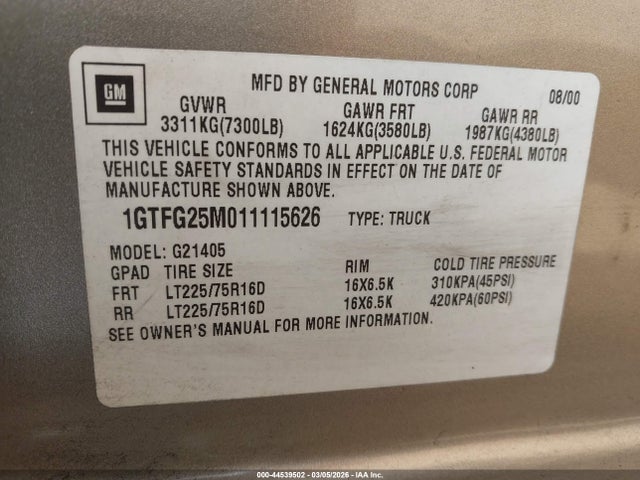 GM
MFD BY GENERAL MOTORS CORP 08/00
GVWR GAWR FRT GAWR RR
3311KG(7300LB) 1624KG(3580LB) 1987KG(4380LB)
THIS VEHICLE CONFORMS TO ALL APPLICABLE U.S. FEDERAL MOTOR
VEHICLE SAFETY STANDARDS IN EFFECT ON THE DATE OF
MANUFACTURE SHOWN ABOVE.
1GTFG25M011115626 TYPE: TRUCK
MODEL: G21405
GPAD TIRE SIZE RIM COLD TIRE PRESSURE
FRT LT225/75R16D 16X6.5K 310KPA(45PSI)
RR LT225/75R16D 16X6.5K 420KPA(60PSI)
SEE OWNER'S MANUAL FOR MORE INFORMATION.
000-44539502 - 03/05/2026 - IAA Inc.